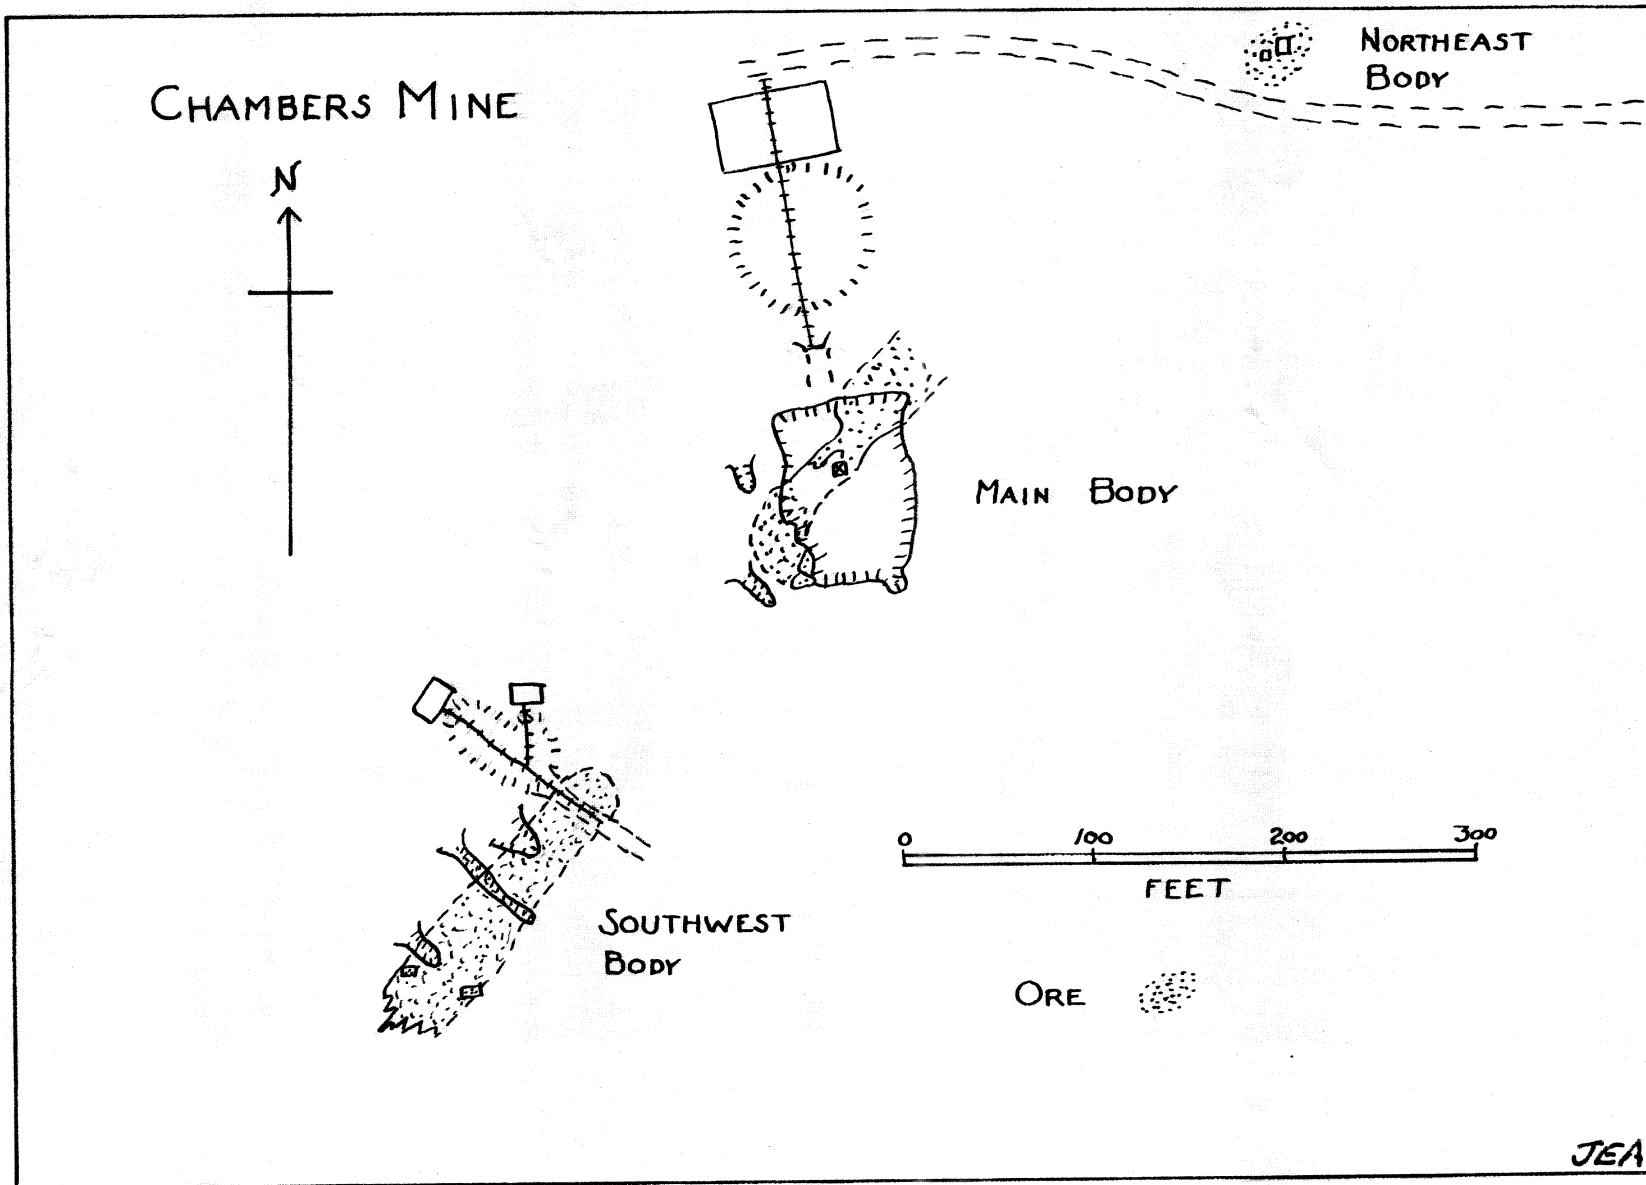 CHAMBERS MINE
N
NORTHEAST
BODY
MAIN BODY
SOUTHWEST
BODY
0 100 200 300
FEET
ORE
JEA